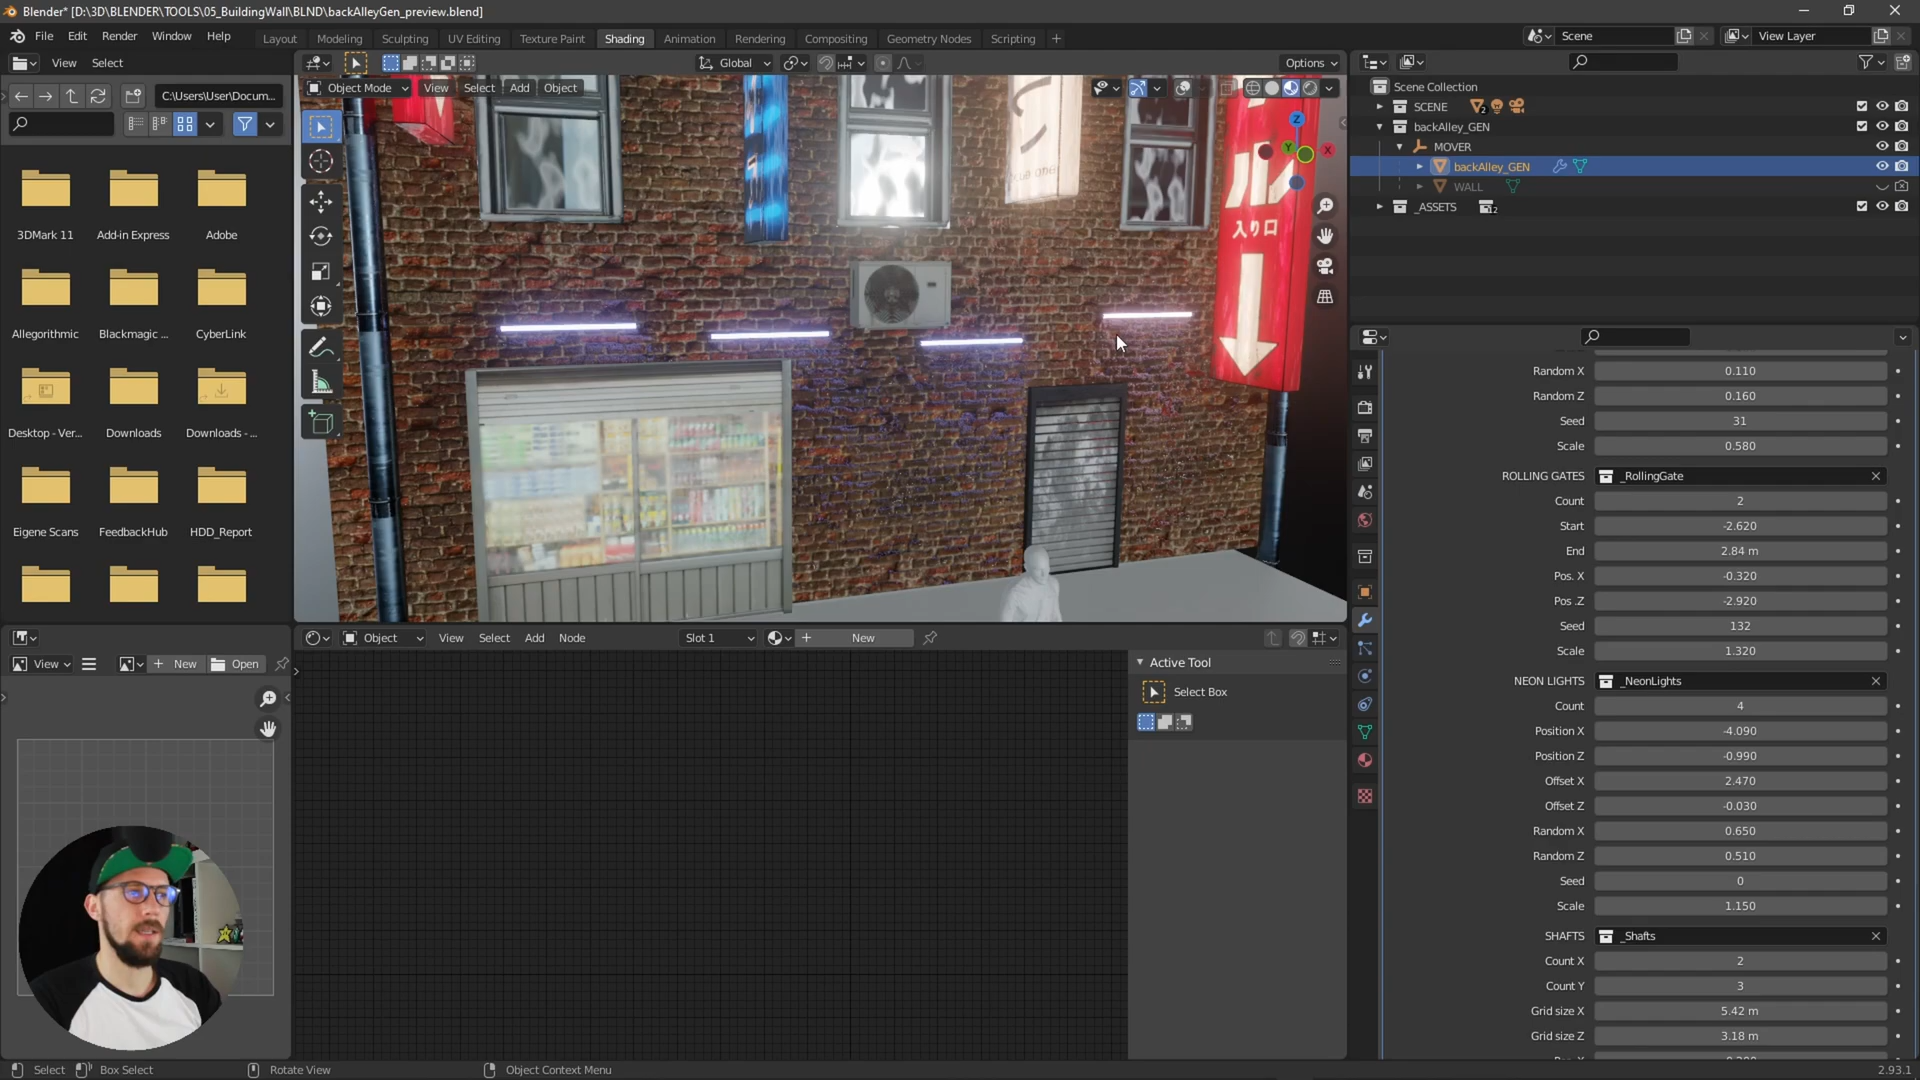 Blender* [D:\3D\BLENDER\TOOLS\05_BuildingWall\BLND\backAlleyGen_preview.blend]
File Edit Render Window Help
Layout Modeling Sculpting UV Editing Texture Paint Shading Animation Rendering Compositing Geometry Nodes Scripting +
Scene
View Layer
View Select
Global
Options
C:\Users\User\Docum...
Object Mode View Select Add Object
Z
Y
X
パン
入り口
3DMark 11
Add-in Express
Adobe
Allegorithmic
Blackmagic ...
CyberLink
Desktop - Ver...
Downloads
Downloads - ...
Eigene Scans
FeedbackHub
HDD_Report
Scene Collection
SCENE
2
backAlley_GEN
MOVER
backAlley_GEN
WALL
_ASSETS
12
Random X 0.110
Random Z 0.160
Seed 31
Scale 0.580
ROLLING GATES _RollingGate
Count 2
Start -2.620
End 2.84 m
Pos. X -0.320
Pos .Z -2.920
Seed 132
Scale 1.320
NEON LIGHTS _NeonLights
Count 4
Position X -4.090
Position Z -0.990
Offset X 2.470
Offset Z -0.030
Random X 0.650
Random Z 0.510
Seed 0
Scale 1.150
SHAFTS _Shafts
Count X 2
Count Y 3
Grid size X 5.42 m
Grid size Z 3.18 m
Object View Select Add Node
Slot 1
New
View
New
Open
Active Tool
Select Box
Select
Box Select
Rotate View
Object Context Menu
2.93.1